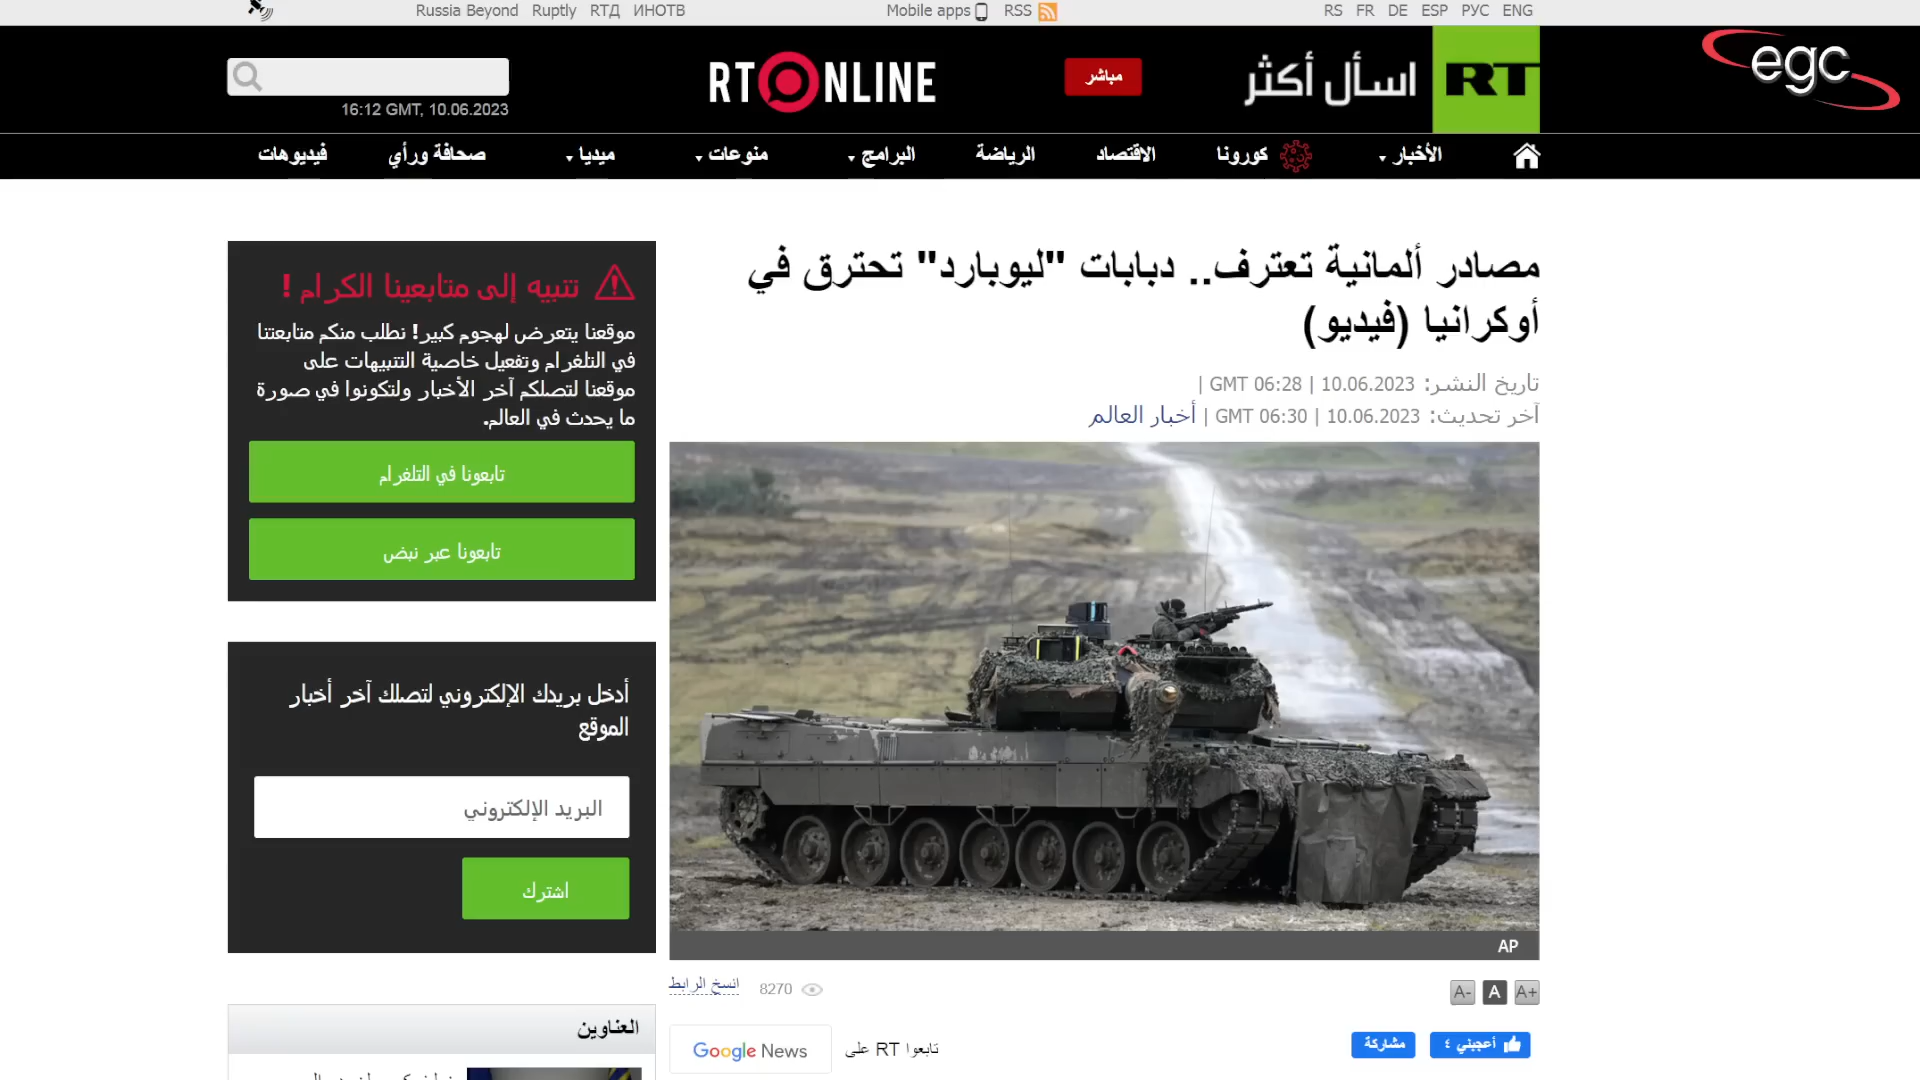 Russia Beyond Ruptly RTД ИНОТВ Mobile apps RSS RS FR DE ESP РУС ENG
16:12 GMT, 10.06.2023
RT ONLINE
مباشر
اسأل أكثر
RT
egc
الأخبار كورونا الاقتصاد الرياضة البرامج منوعات ميديا صحافة ورأي فيديوهات
مصادر ألمانية تعترف.. دبابات "ليوبارد" تحترق في
أوكرانيا (فيديو)
تاريخ النشر: 10.06.2023 | 06:28 GMT |
آخر تحديث: 10.06.2023 | 06:30 GMT | أخبار العالم
AP
A- A A+
8270 انسخ الرابط
أعجبني ٤ مشاركة
تابعوا RT على Google News
تنبيه إلى متابعينا الكرام !
موقعنا يتعرض لهجوم كبير! نطلب منكم متابعتنا
في التلغرام وتفعيل خاصية التنبيهات على
موقعنا لتصلكم آخر الأخبار ولتكونوا في صورة
ما يحدث في العالم.
تابعونا في التلغرام
تابعونا عبر نبض
أدخل بريدك الإلكتروني لتصلك آخر أخبار
الموقع
البريد الإلكتروني
اشترك
العناوين